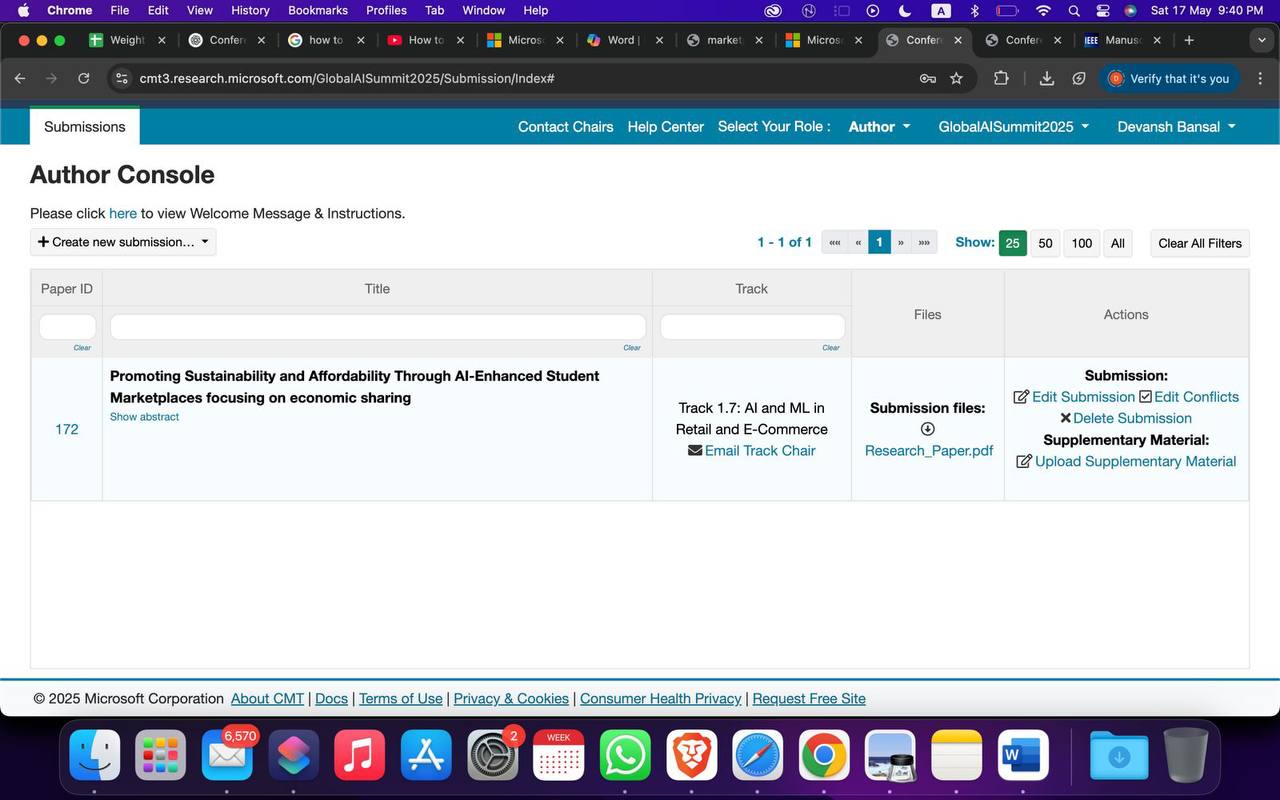 Chrome File Edit View History Bookmarks Profiles Tab Window Help A Sat 17 May 9:40 PM
Weight Confer how to How to Micros Word | market Micros Confer Confer IEEE Manusc
cmt3.research.microsoft.com/GlobalAISummit2025/Submission/Index# D Verify that it's you
Submissions Contact Chairs Help Center Select Your Role : Author GlobalAISummit2025 Devansh Bansal
Author Console
Please click here to view Welcome Message & Instructions.
+ Create new submission... 1 - 1 of 1 «« « 1 » »» Show: 25 50 100 All Clear All Filters
Paper ID Title Track Files Actions
Clear Clear Clear
Promoting Sustainability and Affordability Through AI-Enhanced Student
Marketplaces focusing on economic sharing
Show abstract
172
Track 1.7: AI and ML in
Retail and E-Commerce
Email Track Chair
Submission files:
Research_Paper.pdf
Submission:
Edit Submission Edit Conflicts
Delete Submission
Supplementary Material:
Upload Supplementary Material
© 2025 Microsoft Corporation About CMT | Docs | Terms of Use | Privacy & Cookies | Consumer Health Privacy | Request Free Site
6,570 2 WEEK W